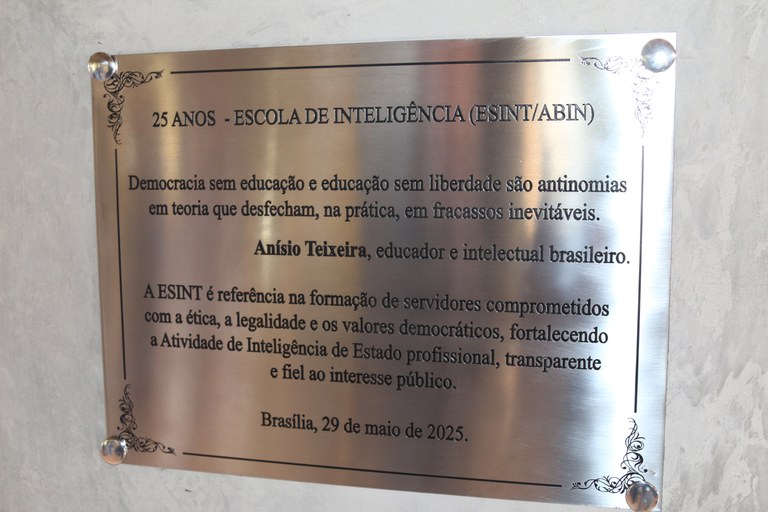 25 ANOS - ESCOLA DE INTELIGÊNCIA (ESINT/ABIN)
Democracia sem educação e educação sem liberdade são antinomias
em teoria que desfecham, na prática, em fracassos inevitáveis.
Anísio Teixeira, educador e intelectual brasileiro.
A ESINT é referência na formação de servidores comprometidos
com a ética, a legalidade e os valores democráticos, fortalecendo
a Atividade de Inteligência de Estado profissional, transparente
e fiel ao interesse público.
Brasília, 29 de maio de 2025.